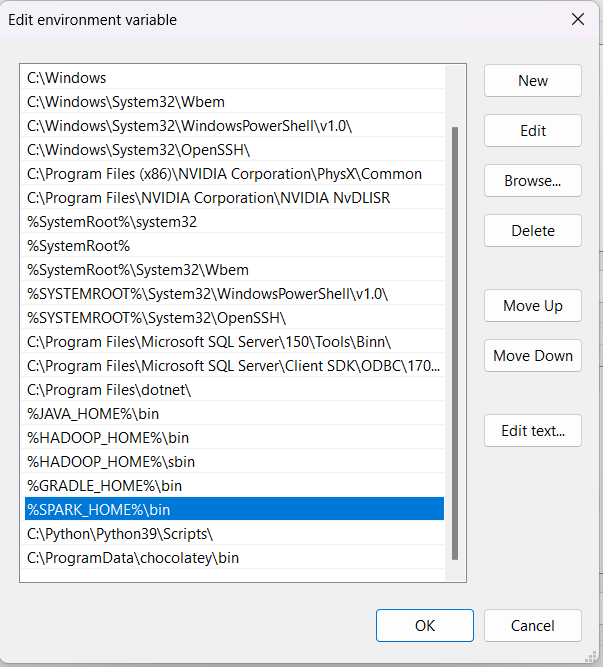 Edit environment variable
C:\Windows
C:\Windows\System32\Wbem
C:\Windows\System32\WindowsPowerShell\v1.0\
C:\Windows\System32\OpenSSH\
C:\Program Files (x86)\NVIDIA Corporation\PhysX\Common
C:\Program Files\NVIDIA Corporation\NVIDIA NvDLISR
%SystemRoot%\system32
%SystemRoot%
%SystemRoot%\System32\Wbem
%SYSTEMROOT%\System32\WindowsPowerShell\v1.0\
%SYSTEMROOT%\System32\OpenSSH\
C:\Program Files\Microsoft SQL Server\150\Tools\Binn\
C:\Program Files\Microsoft SQL Server\Client SDK\ODBC\170...
C:\Program Files\dotnet\
%JAVA_HOME%\bin
%HADOOP_HOME%\bin
%HADOOP_HOME%\sbin
%GRADLE_HOME%\bin
%SPARK_HOME%\bin
C:\Python\Python39\Scripts\
C:\ProgramData\chocolatey\bin
New
Edit
Browse...
Delete
Move Up
Move Down
Edit text...
OK
Cancel